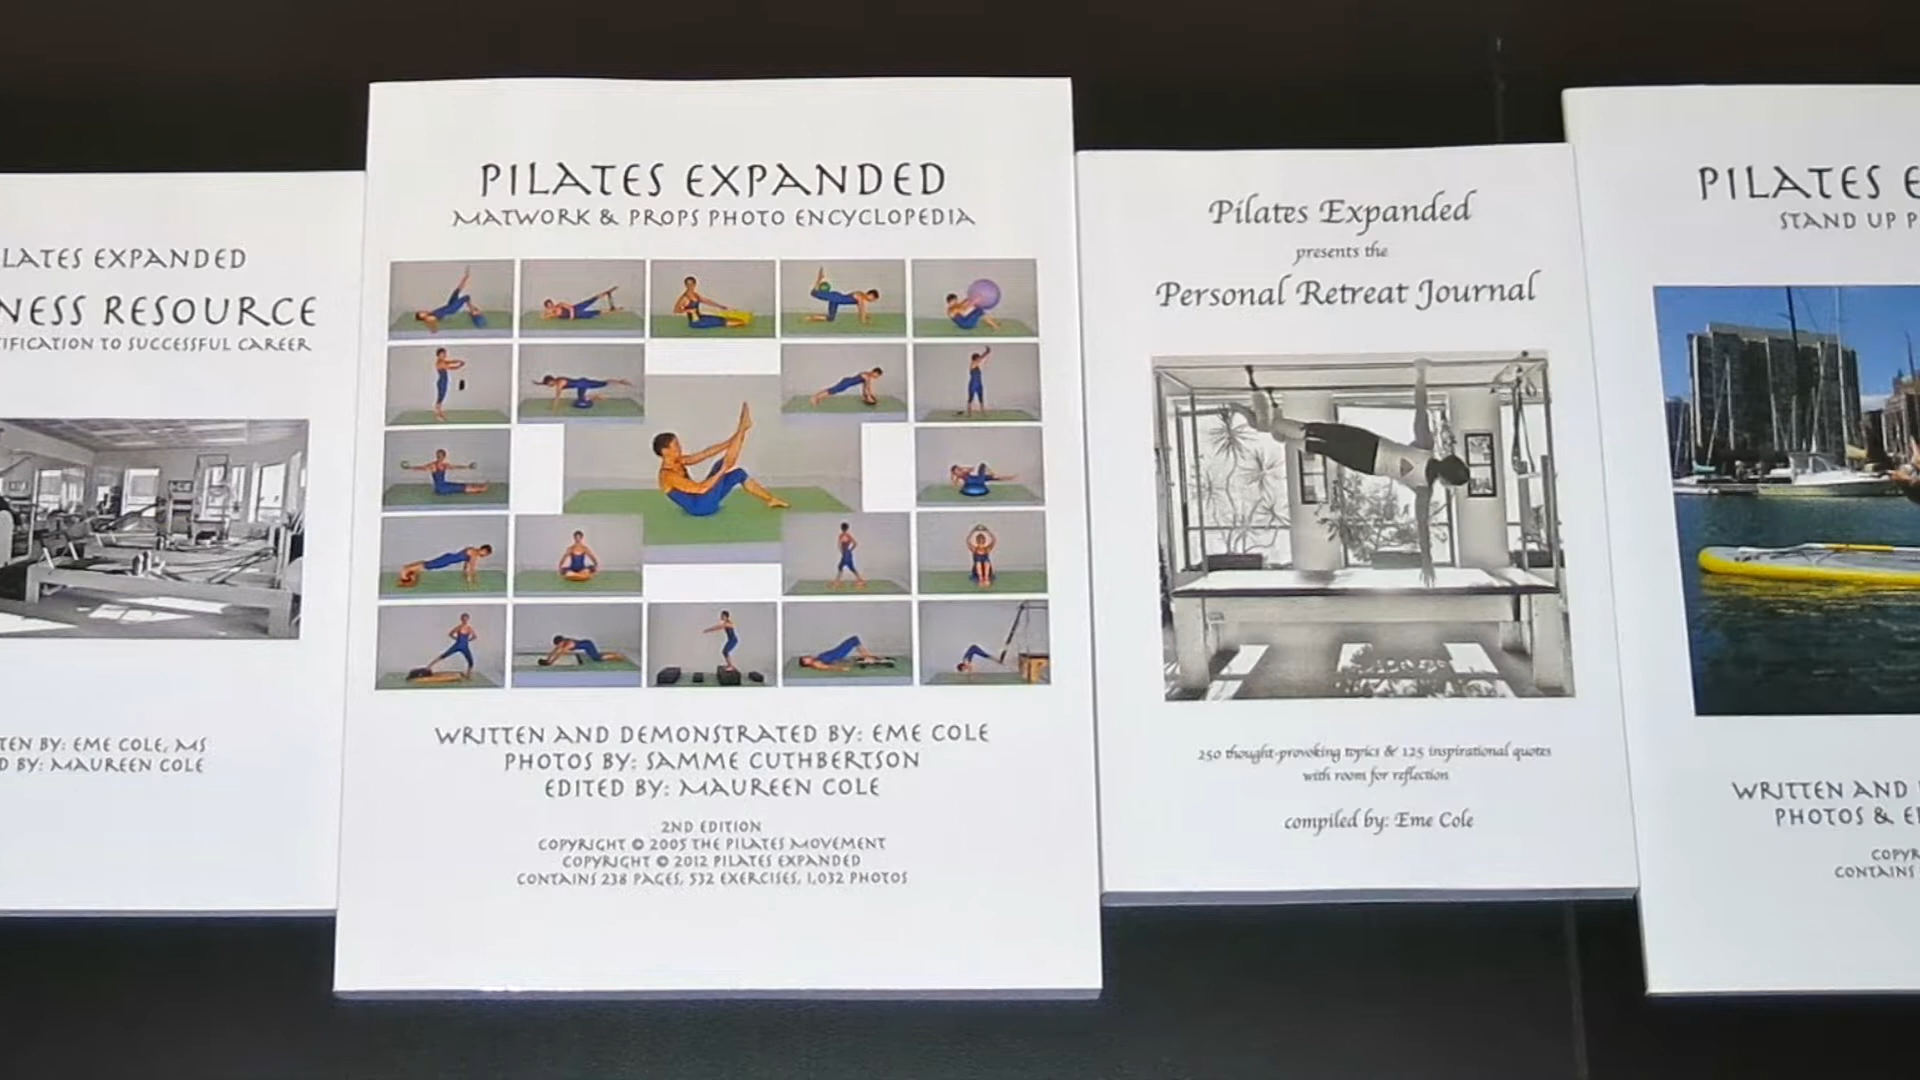 LATES EXPANDED
NESS RESOURCE
IFICATION TO SUCCESSFUL CAREER
TEN BY: EME COLE, MS
D BY: MAUREEN COLE
PILATES EXPANDED
MATWORK & PROPS PHOTO ENCYCLOPEDIA
WRITTEN AND DEMONSTRATED BY: EME COLE
PHOTOS BY: SAMME CUTHBERTSON
EDITED BY: MAUREEN COLE
2ND EDITION
COPYRIGHT © 2005 THE PILATES MOVEMENT
COPYRIGHT © 2012 PILATES EXPANDED
CONTAINS 238 PAGES, 532 EXERCISES, 1,032 PHOTOS
Pilates Expanded
presents the
Personal Retreat Journal
250 thought-provoking topics & 125 inspirational quotes
with room for reflection
compiled by: Eme Cole
PILATES E
STAND UP P
WRITTEN AND
PHOTOS & E
COPYR
CONTAINS